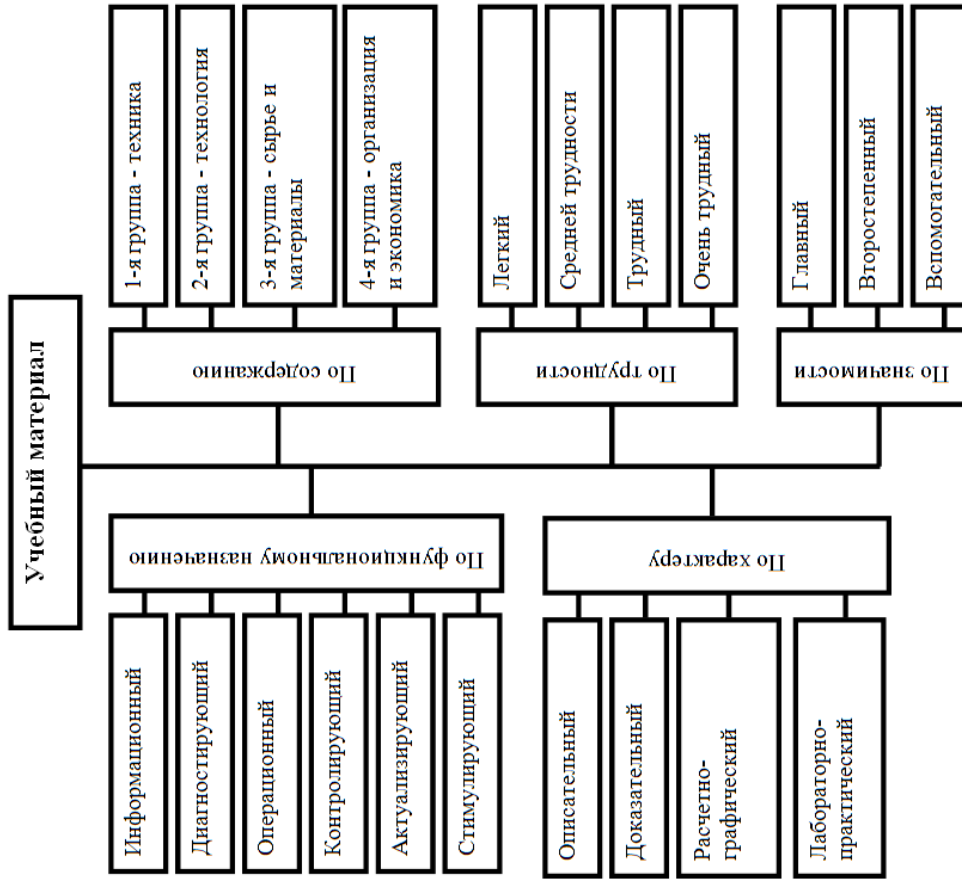 Учебный материал
По функциональному назначению
Информационный
Диагностирующий
Операционный
Контролирующий
Актуализирующий
Стимулирующий
По характеру
Описательный
Доказательный
Расчетно-
графический
Лабораторно-
практический
По содержанию
1-я группа - техника
2-я группа - технология
3-я группа - сырье и
материалы
4-я группа - организация
и экономика
По трудности
Легкий
Средней трудности
Трудный
Очень трудный
По значимости
Главный
Второстепенный
Вспомогательный